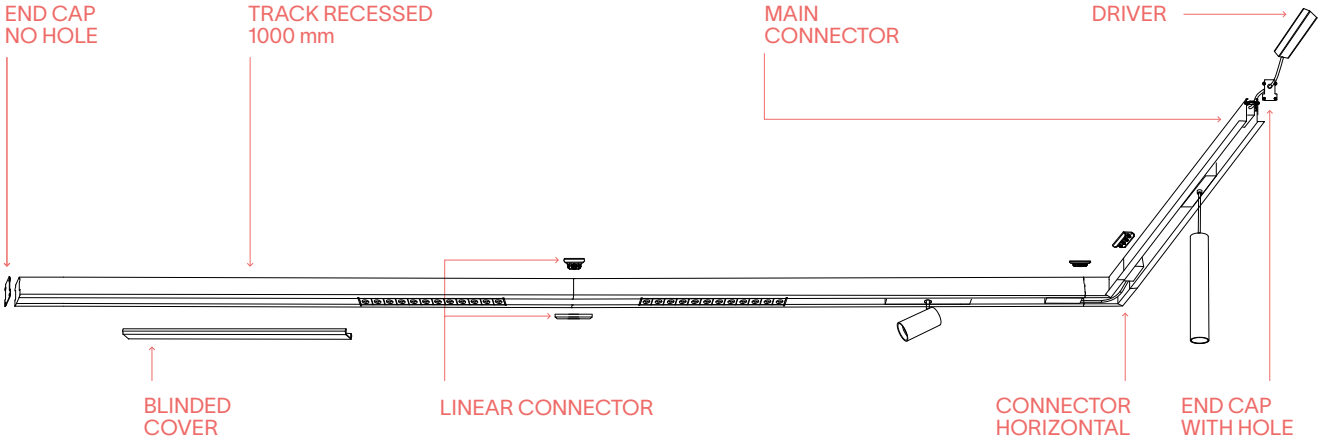 END CAP
NO HOLE
TRACK RECESSED
1000 mm
MAIN
CONNECTOR
DRIVER
BLINDED
COVER
LINEAR CONNECTOR
CONNECTOR
HORIZONTAL
END CAP
WITH HOLE